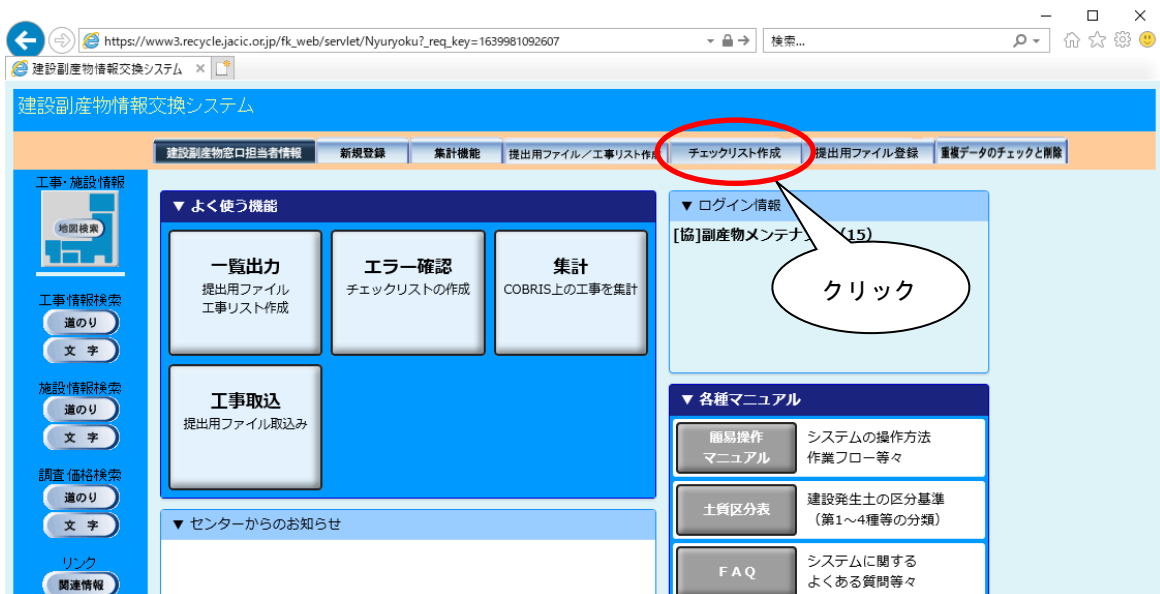 https://www3.recycle.jacic.or.jp/fk_web/servlet/Nyuryoku?_req_key=1639981092607
検索...
建設副産物情報交換システム
建設副産物情報交換システム
建設副産物窓口担当者情報
新規登録
集計機能
提出用ファイル／工事リスト作成
チェックリスト作成
提出用ファイル登録
重複データのチェックと削除
工事・施設情報
地図検索
工事情報検索
道のり
文 字
施設情報検索
道のり
文 字
調査価格検索
道のり
文 字
リンク
関連情報
▼ よく使う機能
一覧出力
提出用ファイル
工事リスト作成
エラー確認
チェックリストの作成
集計
COBRIS上の工事を集計
工事取込
提出用ファイル取込み
▼ センターからのお知らせ
▼ ログイン情報
[協]副産物メンテナ (15)
クリック
▼ 各種マニュアル
簡易操作
マニュアル
システムの操作方法
作業フロー等々
土質区分表
建設発生土の区分基準
（第1～4種等の分類）
ＦＡＱ
システムに関する
よくある質問等々